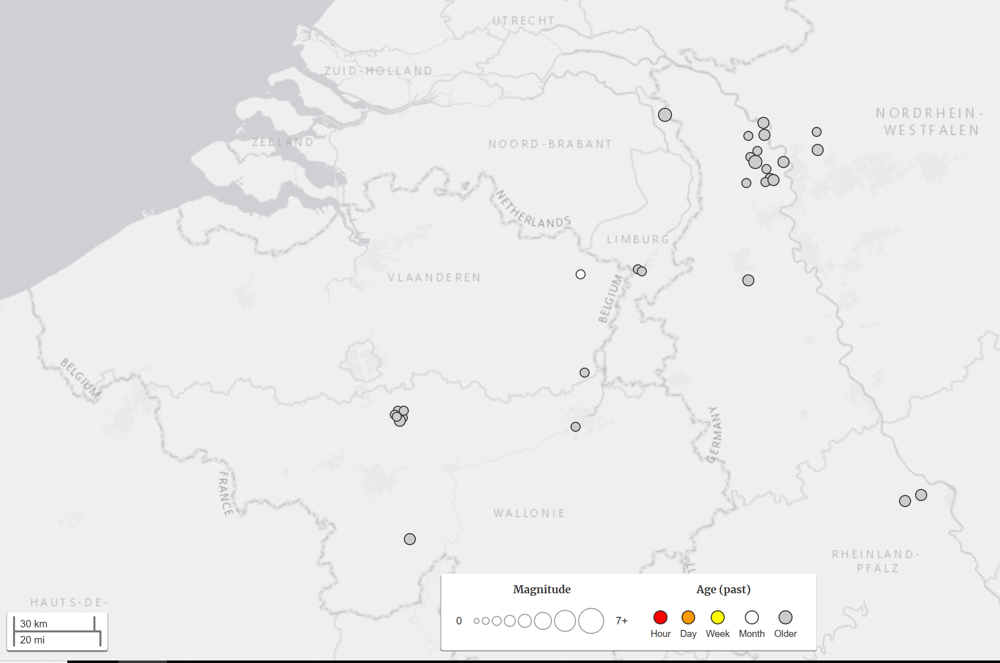 UTRECHT
ZUID-HOLLAND
NORDRHEIN-
WESTFALEN
ZEELAND
NOORD-BRABANT
NETHERLANDS
LIMBURG
VLAANDEREN
BELGIUM
BELGIUM
GERMANY
FRANCE
WALLONIE
RHEINLAND-
PFALZ
HAUTS-DE-
30 km
20 mi
Magnitude
0
7+
Age (past)
Hour
Day
Week
Month
Older